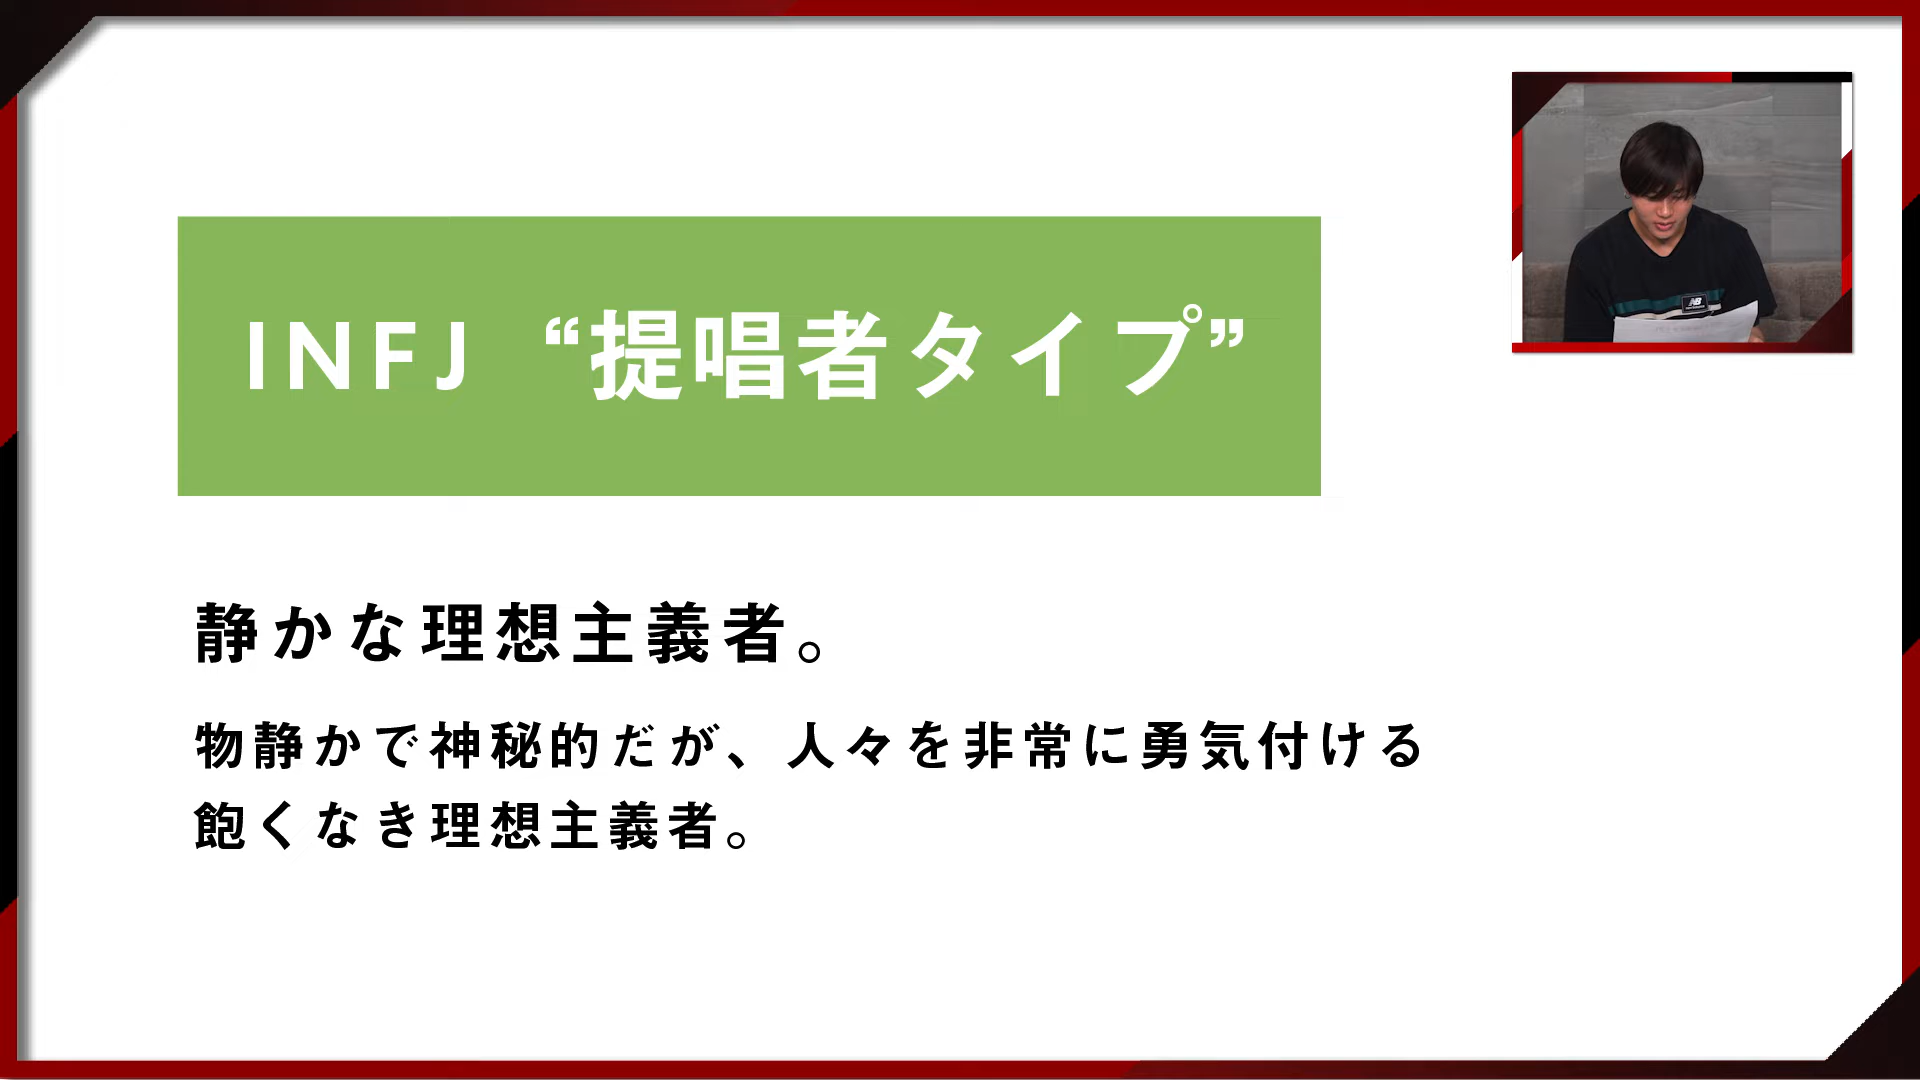 INFJ “提唱者タイプ”
静かな理想主義者。
物静かで神秘的だが、人々を非常に勇気付ける
飽くなき理想主義者。
NB